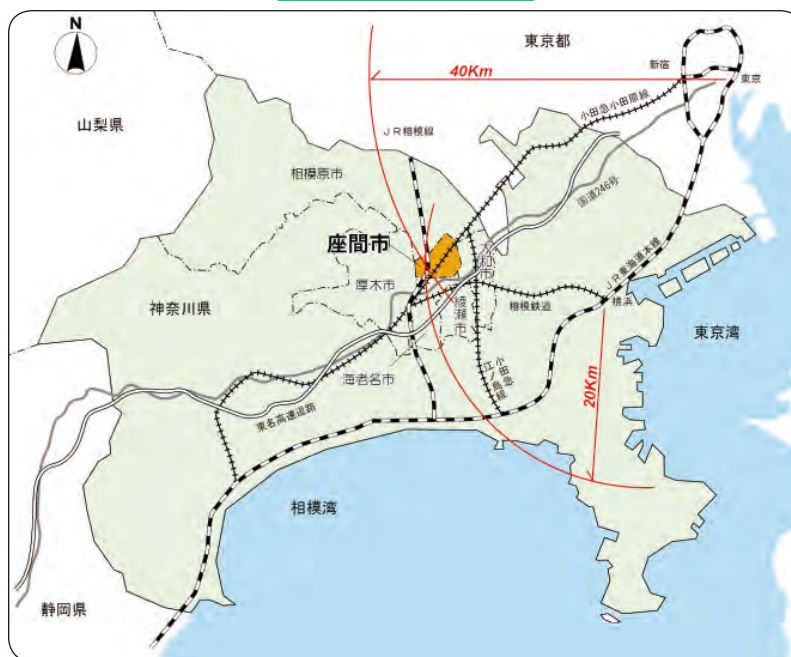 N
東京都
新宿
東京
40Km
小田急小田原線
山梨県
JR相模線
相模原市
国道246号
座間市
大和市
厚木市
綾瀬市
JR東海道本線
神奈川県
相模鉄道
横浜
東京湾
海老名市
小田急
江ノ島線
20Km
東名高速道路
相模湾
静岡県